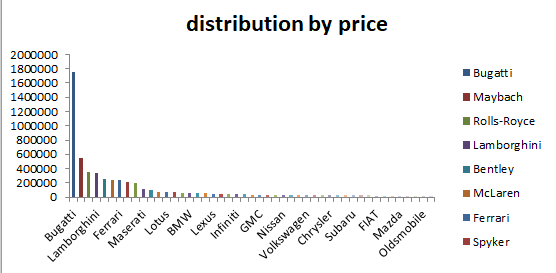 distribution by price
2000000
1800000
1600000
1400000
1200000
1000000
800000
600000
400000
200000
0
Bugatti
Lamborghini
Ferrari
Maserati
Lotus
BMW
Lexus
Infiniti
GMC
Nissan
Volkswagen
Chrysler
Subaru
FIAT
Mazda
Oldsmobile
Bugatti
Maybach
Rolls-Royce
Lamborghini
Bentley
McLaren
Ferrari
Spyker